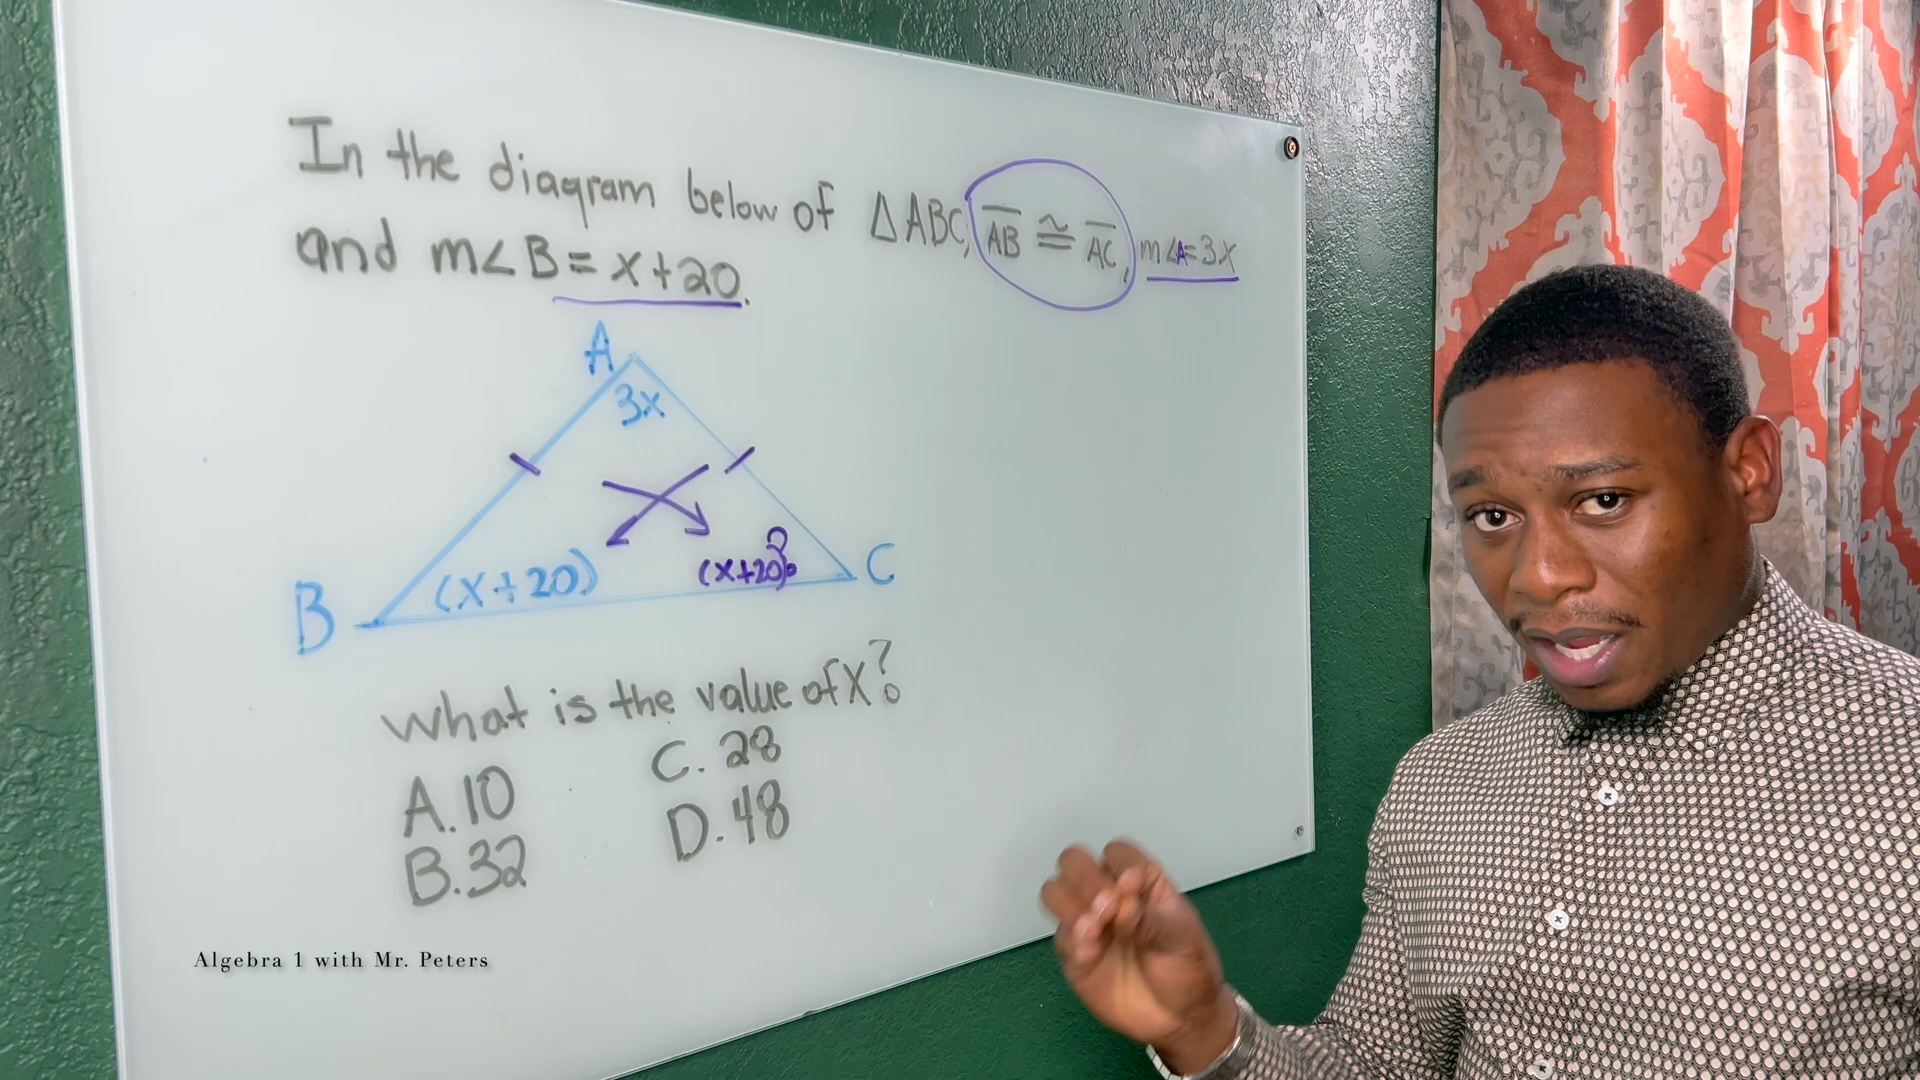 In the diagram below of △ABC, AB ≅ AC, m∠A=3x
and m∠B = x+20.
A
3x
B
(x+20)
(x+20)?
C
What is the value of x?
A. 10
C. 28
B. 32
D. 48
Algebra 1 with Mr. Peters